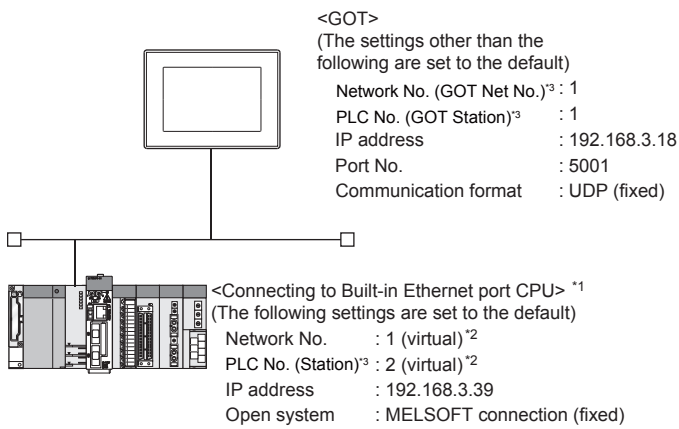 <GOT>
(The settings other than the
following are set to the default)
Network No. (GOT Net No.)*3 : 1
PLC No. (GOT Station)*3 : 1
IP address : 192.168.3.18
Port No. : 5001
Communication format : UDP (fixed)
<Connecting to Built-in Ethernet port CPU> *1
(The following settings are set to the default)
Network No. : 1 (virtual) *2
PLC No. (Station)*3 : 2 (virtual) *2
IP address : 192.168.3.39
Open system : MELSOFT connection (fixed)